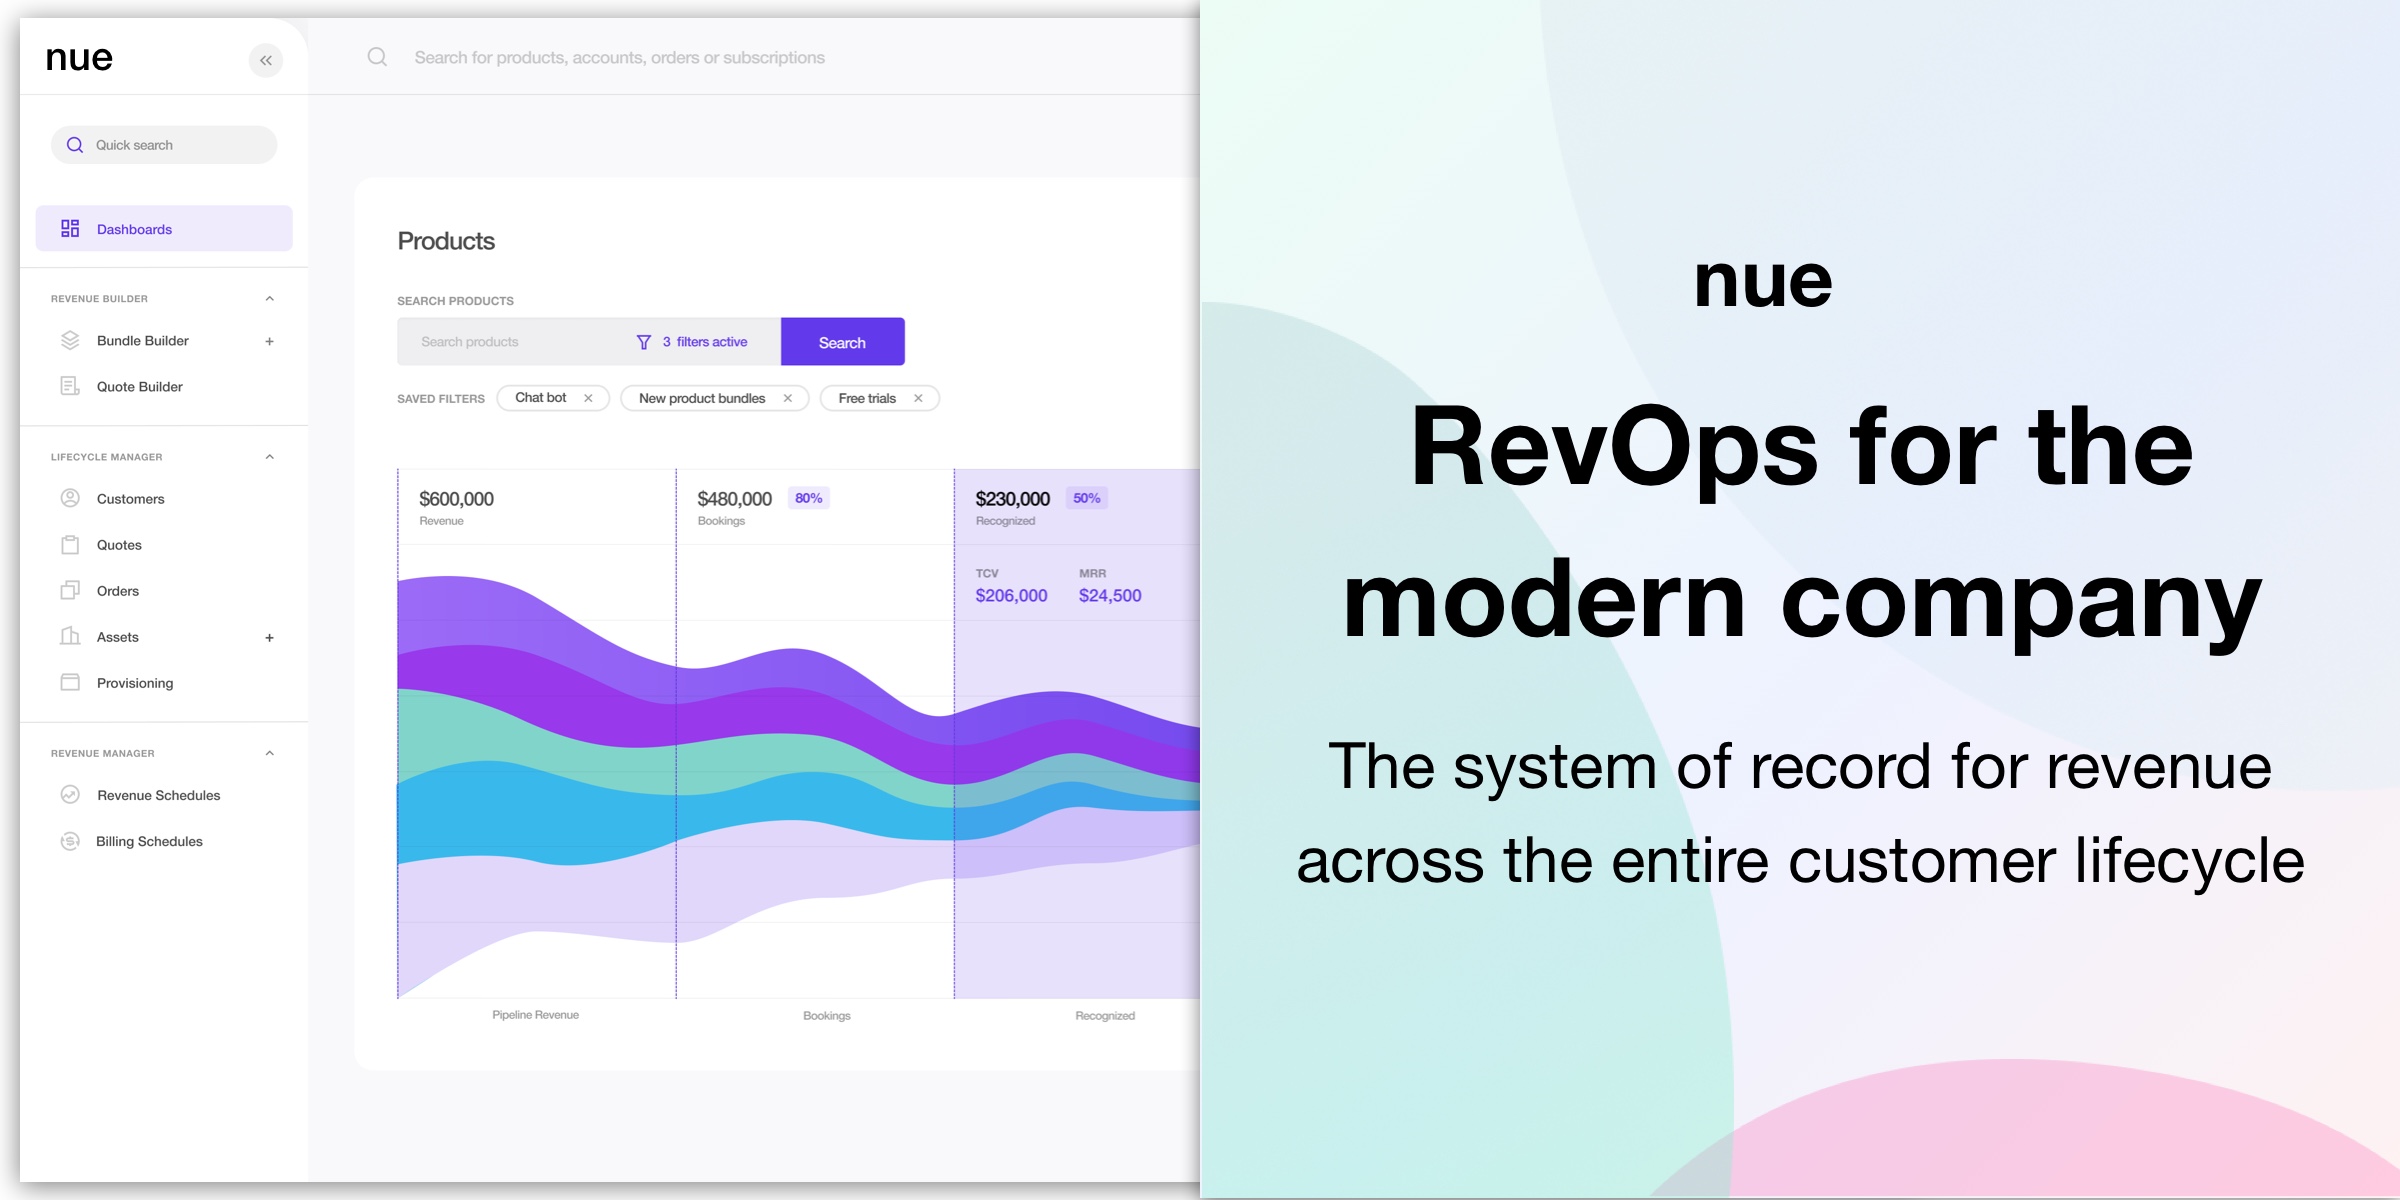 nue
Search for products, accounts, orders or subscriptions
Quick search
Dashboards
REVENUE BUILDER
Bundle Builder +
Quote Builder
LIFECYCLE MANAGER
Customers
Quotes
Orders
Assets +
Provisioning
REVENUE MANAGER
Revenue Schedules
Billing Schedules
Products
SEARCH PRODUCTS
Search products 3 filters active Search
SAVED FILTERS Chat bot × New product bundles × Free trials ×
$600,000
Revenue
$480,000 80%
Bookings
$230,000 50%
Recognized
TCV MRR
$206,000 $24,500
Pipeline Revenue Bookings Recognized
nue
RevOps for the
modern company
The system of record for revenue
across the entire customer lifecycle